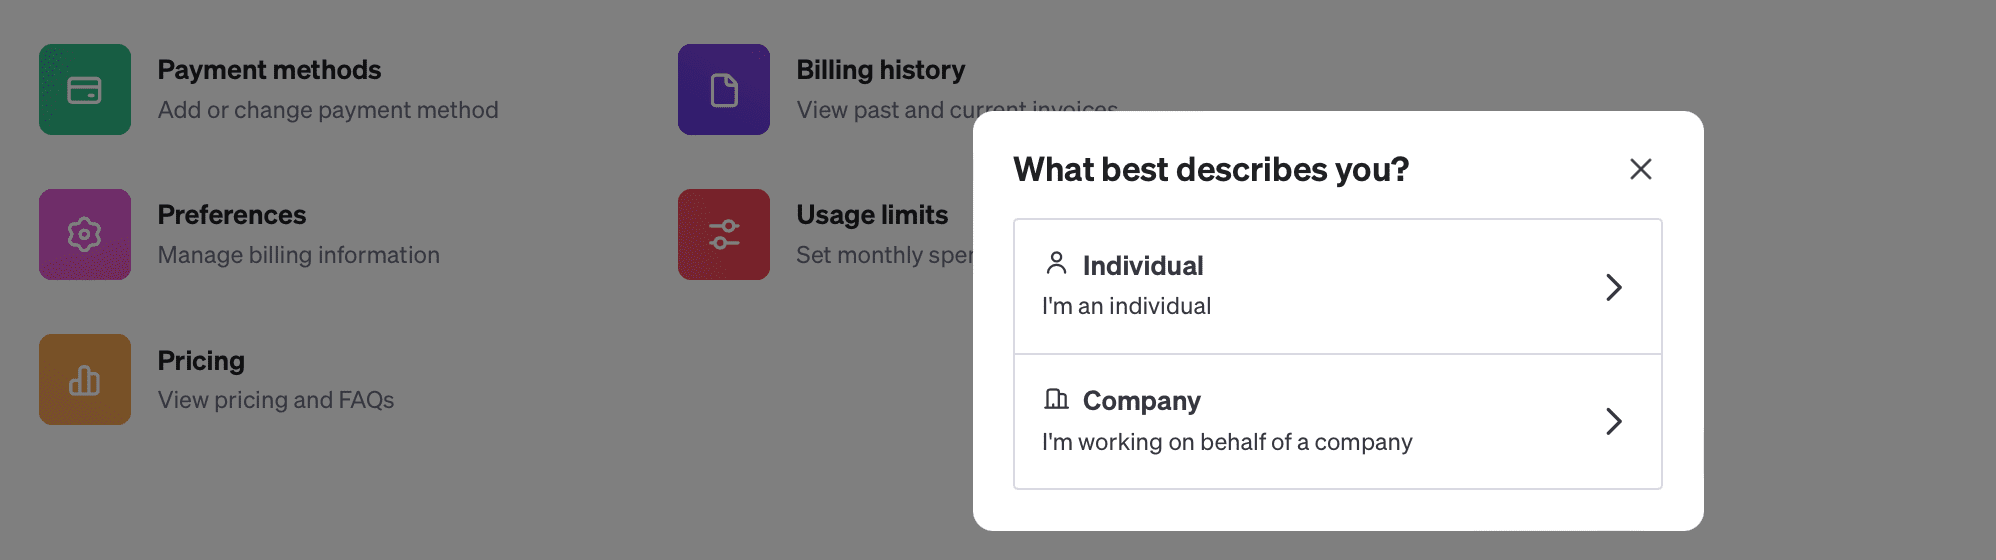 Payment methods
Add or change payment method
Billing history
View past and current invoices
Preferences
Manage billing information
Usage limits
Set monthly
Pricing
View pricing and FAQs
What best describes you?
Individual
I'm an individual
Company
I'm working on behalf of a company